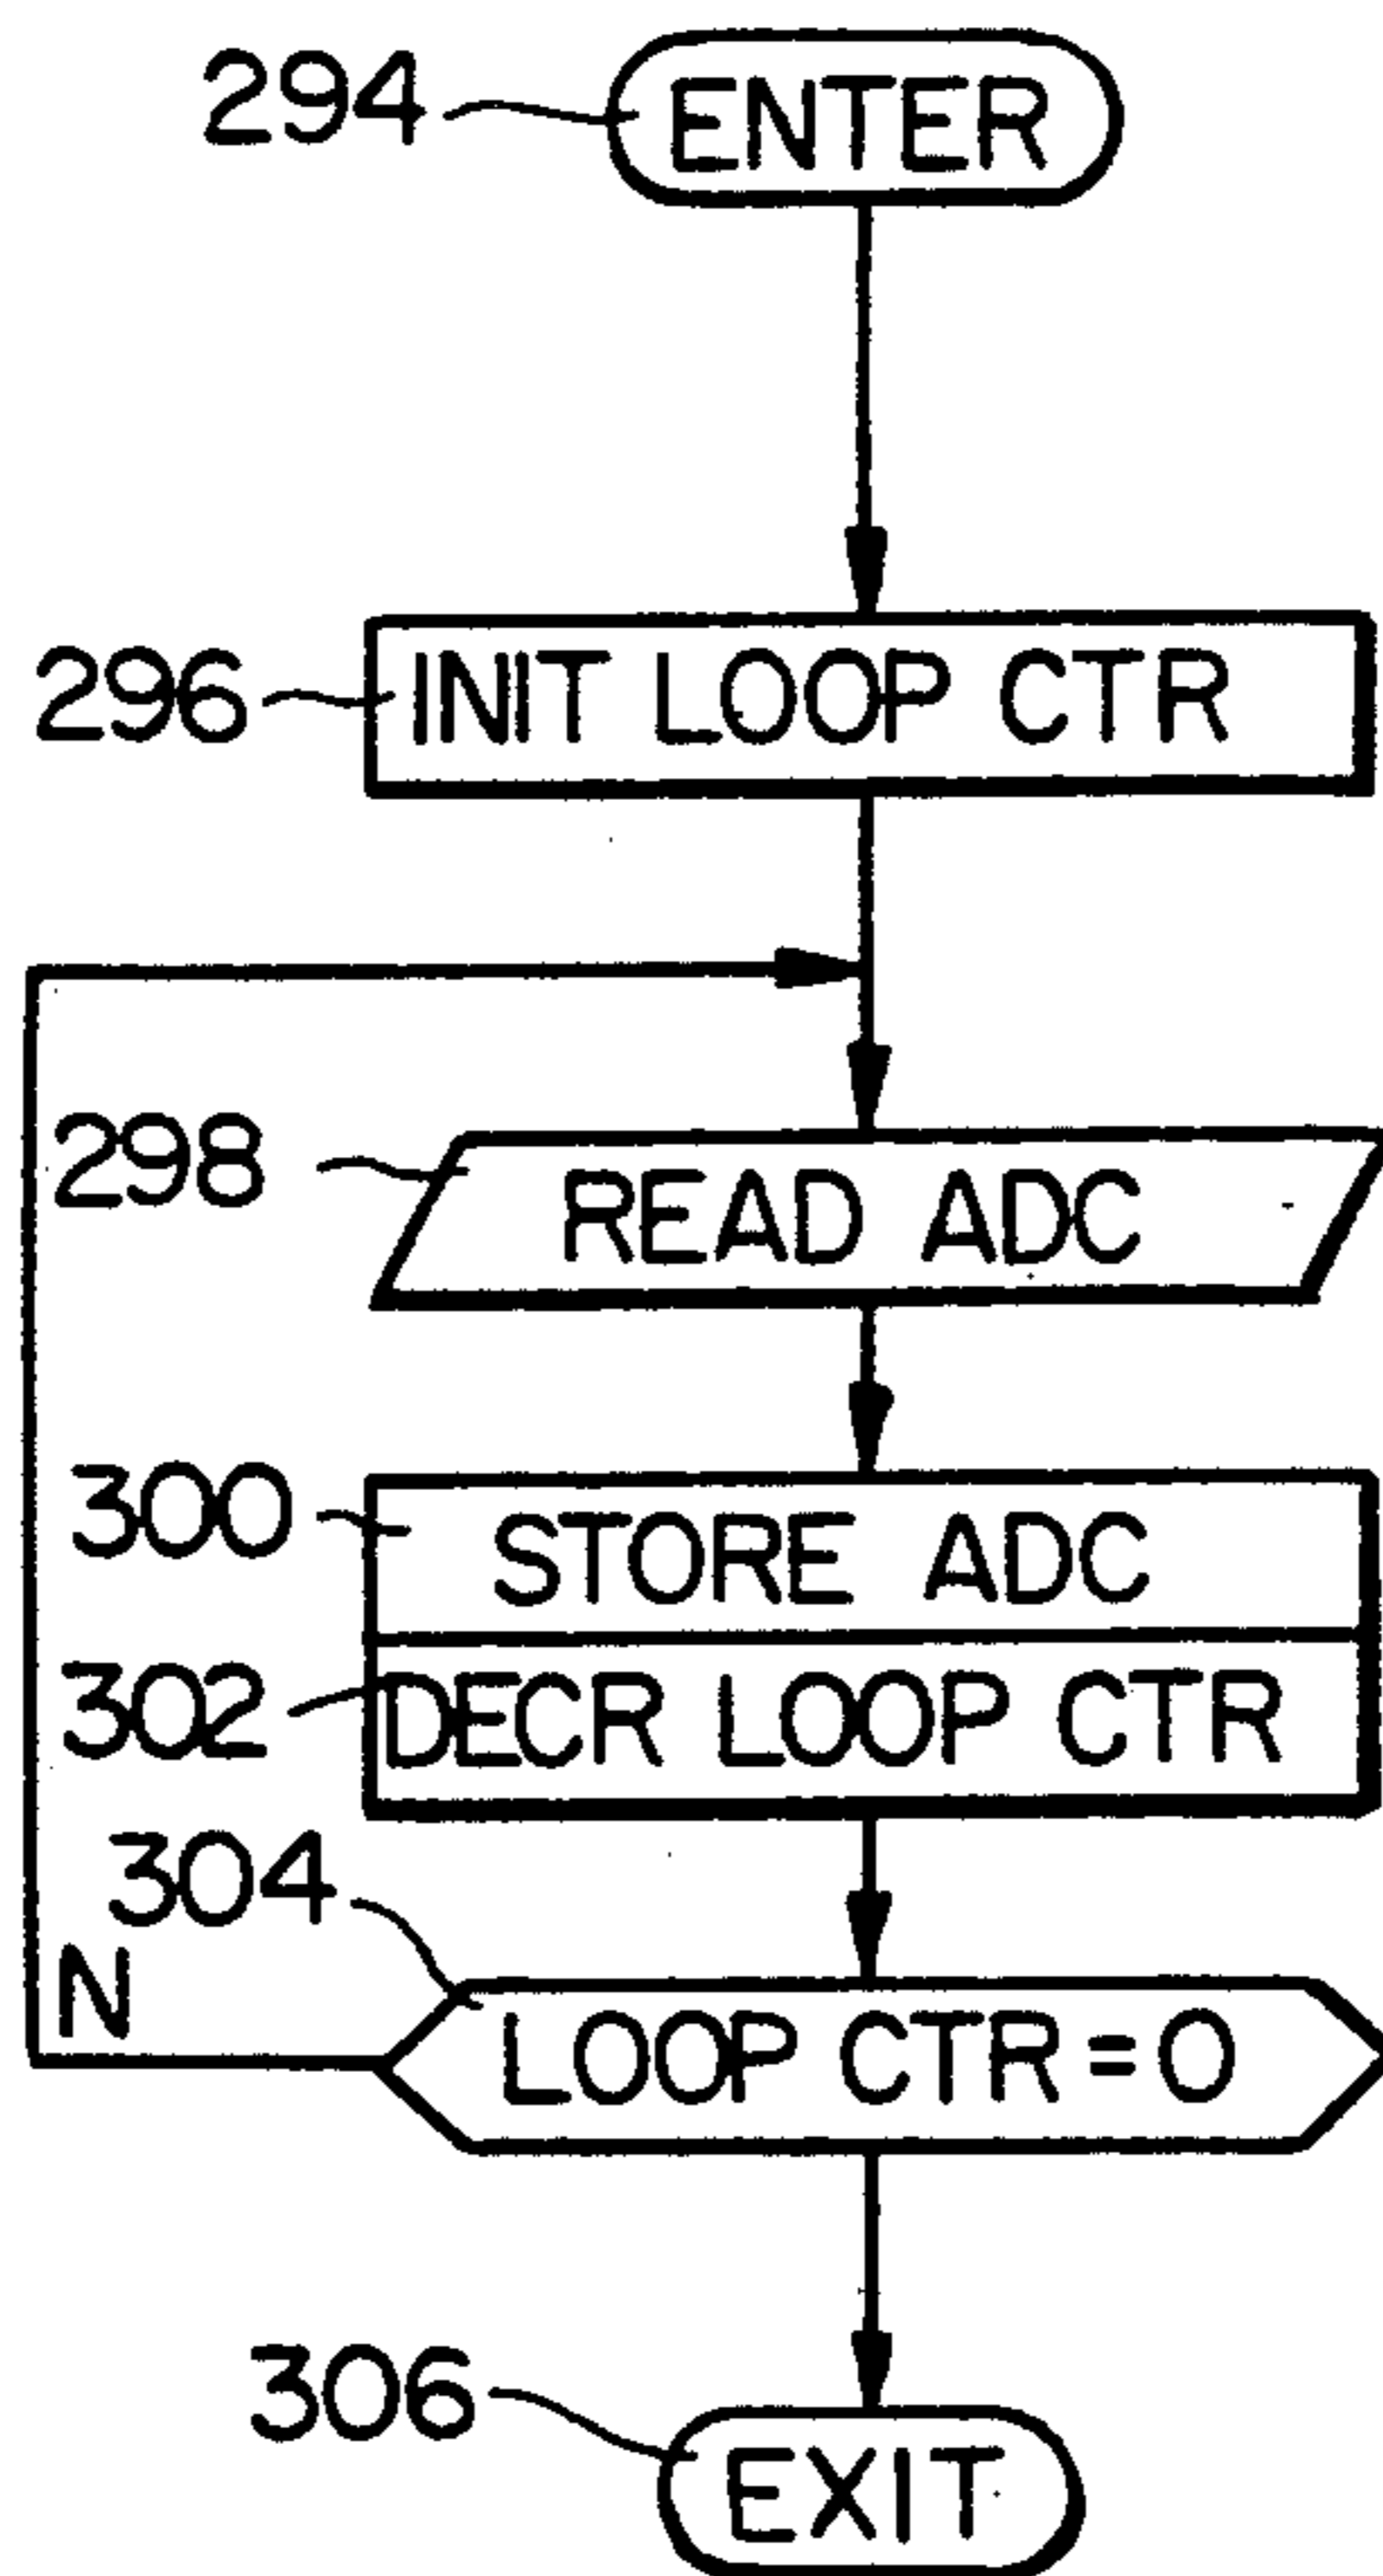 294 ENTER
296 INIT LOOP CTR
298 READ ADC
300 STORE ADC
302 DECR LOOP CTR
304
N
LOOP CTR=0
306
EXIT